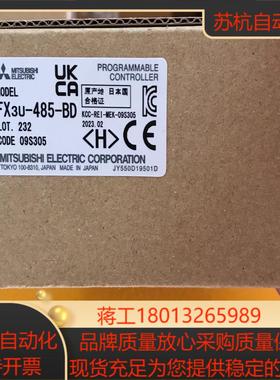 苏杭自动
MITSUBISHI
ELECTRIC
MODEL
FX3U-485-BD
LOT. 232
CODE 09S305
UK
CA
PROGRAMMABLE
CONTROLLER
原产地 日本国
合格证
<H>
KCC-REI-MEK-09S305
2023.02
MITSUBISHI ELECTRIC CORPORATION
TOKYO 100-8310, JAPAN MADE IN JAPAN
JY550D19501D
蒋工18013265989
自动化
品牌质量放心采购质量保
件开票
现货充足为您提供稳定的